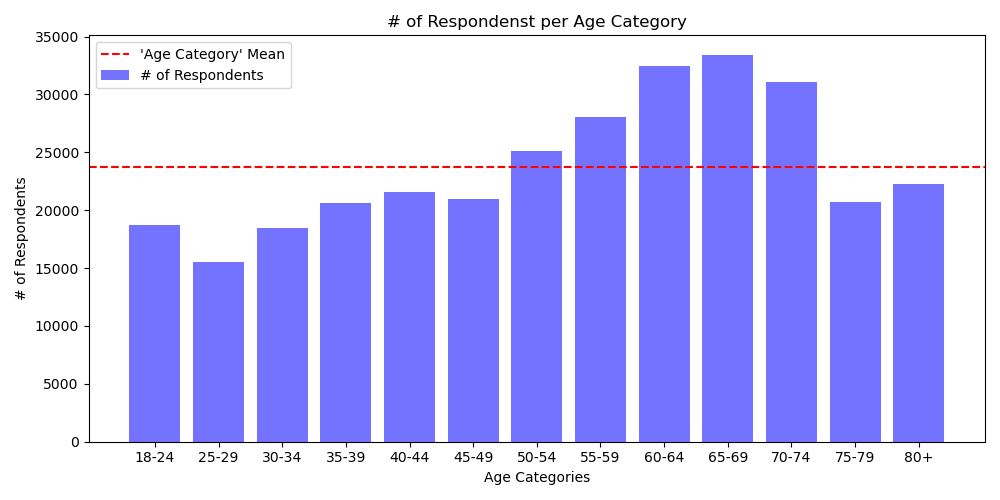 # of Respondenst per Age Category
'Age Category' Mean
# of Respondents
35000
30000
25000
20000
15000
10000
5000
0
# of Respondents
18-24 25-29 30-34 35-39 40-44 45-49 50-54 55-59 60-64 65-69 70-74 75-79 80+
Age Categories